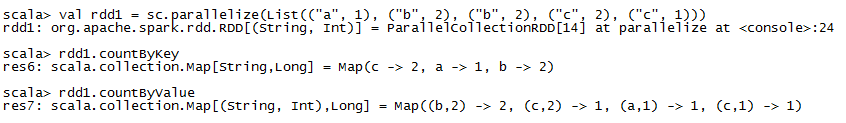 scala> val rdd1 = sc.parallelize(List(("a", 1), ("b", 2), ("b", 2), ("c", 2), ("c", 1)))
rdd1: org.apache.spark.rdd.RDD[(String, Int)] = ParallelCollectionRDD[14] at parallelize at <console>:24
scala> rdd1.countByKey
res6: scala.collection.Map[String,Long] = Map(c -> 2, a -> 1, b -> 2)
scala> rdd1.countByValue
res7: scala.collection.Map[(String, Int),Long] = Map((b,2) -> 2, (c,2) -> 1, (a,1) -> 1, (c,1) -> 1)